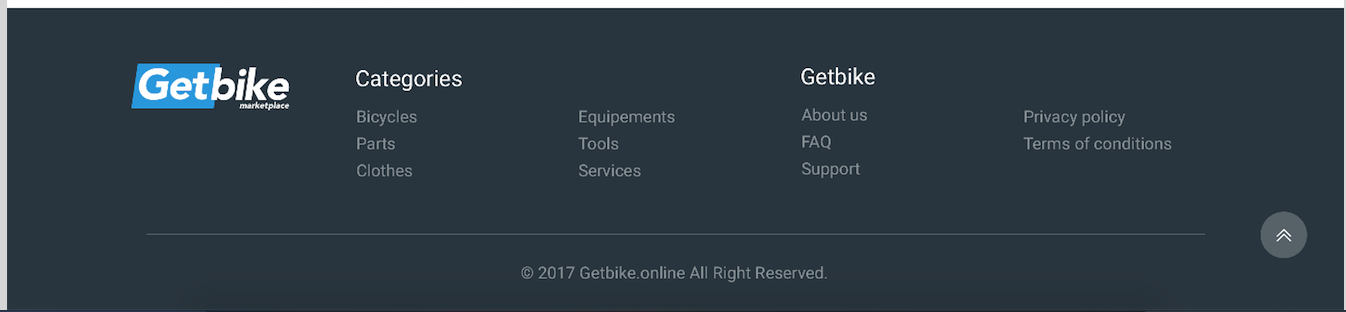 Getbike
marketplace
Categories
Bicycles
Parts
Clothes
Equipements
Tools
Services
Getbike
About us
FAQ
Support
Privacy policy
Terms of conditions
© 2017 Getbike.online All Right Reserved.